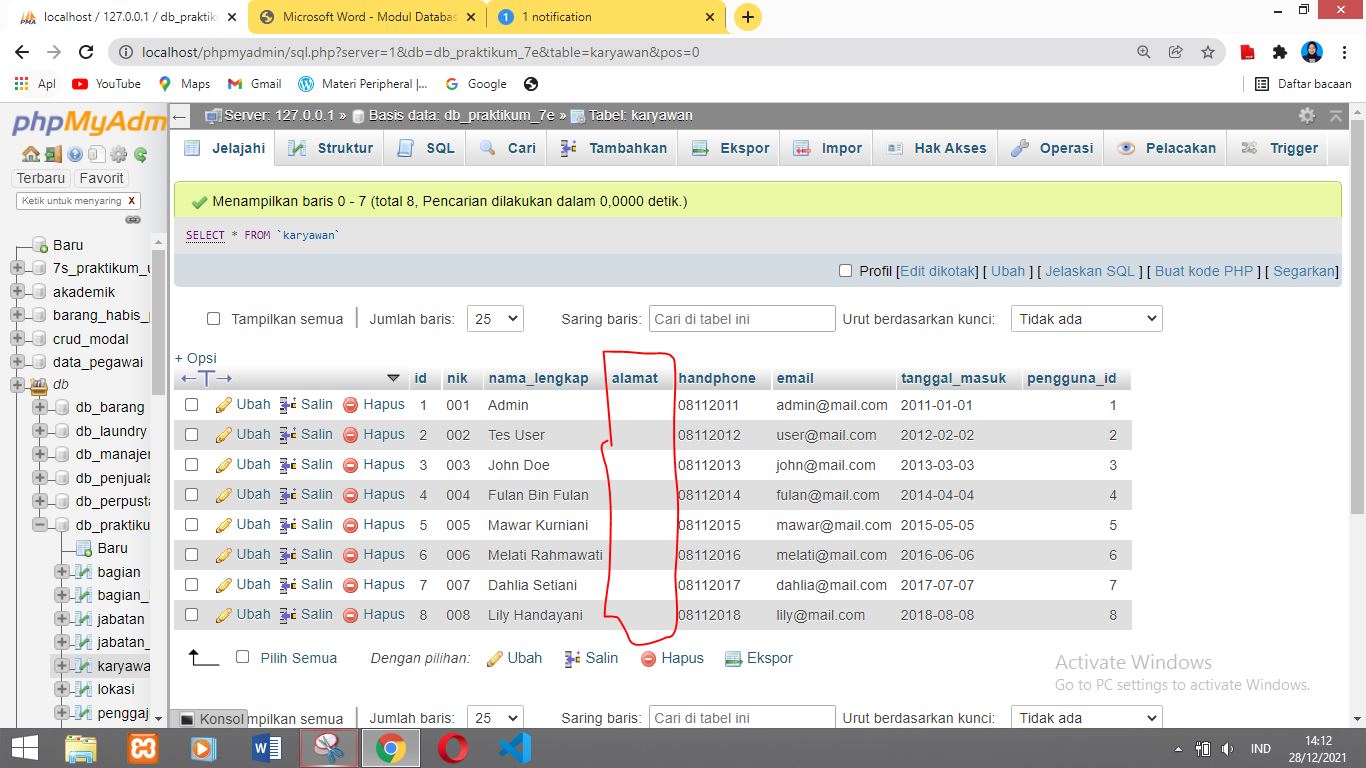 localhost / 127.0.0.1 / db_praktiku
Microsoft Word - Modul Databas
1 notification
localhost/phpmyadmin/sql.php?server=1&db=db_praktikum_7e&table=karyawan&pos=0
Apl YouTube Maps Gmail Materi Peripheral |... Google Daftar bacaan
phpMyAdm
Terbaru Favorit
Ketik untuk menyaring X
Baru
7s_praktikum_u
akademik
barang_habis_p
crud_modal
data_pegawai
db
db_barang
db_laundry
db_manajer
db_penjuala
db_perpusta
db_praktiku
Baru
bagian
bagian_
jabatan
jabatan_
karyawa
lokasi
penggaj
Server: 127.0.0.1 » Basis data: db_praktikum_7e » Tabel: karyawan
Jelajahi Struktur SQL Cari Tambahkan Ekspor Impor Hak Akses Operasi Pelacakan Trigger
Menampilkan baris 0 - 7 (total 8, Pencarian dilakukan dalam 0,0000 detik.)
SELECT * FROM `karyawan`
Profil [Edit dikotak] [ Ubah ] [ Jelaskan SQL ] [ Buat kode PHP ] [ Segarkan]
Tampilkan semua | Jumlah baris: 25 Saring baris: Cari di tabel ini Urut berdasarkan kunci: Tidak ada
+ Opsi
←T→ id nik nama_lengkap alamat handphone email tanggal_masuk pengguna_id
Ubah Salin Hapus 1 001 Admin 08112011 admin@mail.com 2011-01-01 1
Ubah Salin Hapus 2 002 Tes User 08112012 user@mail.com 2012-02-02 2
Ubah Salin Hapus 3 003 John Doe 08112013 john@mail.com 2013-03-03 3
Ubah Salin Hapus 4 004 Fulan Bin Fulan 08112014 fulan@mail.com 2014-04-04 4
Ubah Salin Hapus 5 005 Mawar Kurniani 08112015 mawar@mail.com 2015-05-05 5
Ubah Salin Hapus 6 006 Melati Rahmawati 08112016 melati@mail.com 2016-06-06 6
Ubah Salin Hapus 7 007 Dahlia Setiani 08112017 dahlia@mail.com 2017-07-07 7
Ubah Salin Hapus 8 008 Lily Handayani 08112018 lily@mail.com 2018-08-08 8
Pilih Semua Dengan pilihan: Ubah Salin Hapus Ekspor
Activate Windows
Go to PC settings to activate Windows.
Konsol mpilkan semua | Jumlah baris: 25 Saring baris: Cari di tabel ini Urut berdasarkan kunci: Tidak ada
IND
14:12
28/12/2021